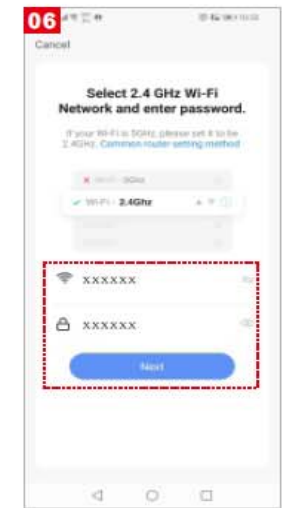 06
Cancel
Select 2.4 GHz Wi-Fi
Network and enter password.
If your Wi-Fi is 5GHz, please set it to be
2.4GHz. Common router setting method
Wi-Fi - 5Ghz
Wi-Fi - 2.4Ghz
xxxxxx
xxxxxx
Next